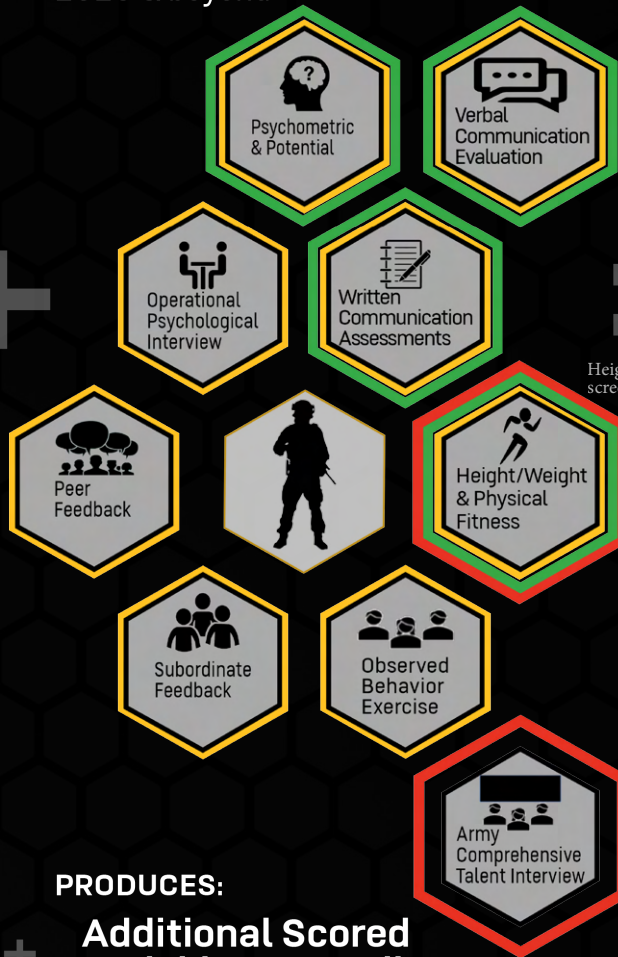 ?
Psychometric
& Potential
Verbal
Communication
Evaluation
Operational
Psychological
Interview
Written
Communication
Assessments
Peer
Feedback
Height/Weight
& Physical
Fitness
Subordinate
Feedback
Observed
Behavior
Exercise
Army
Comprehensive
Talent Interview
PRODUCES:
Additional Scored